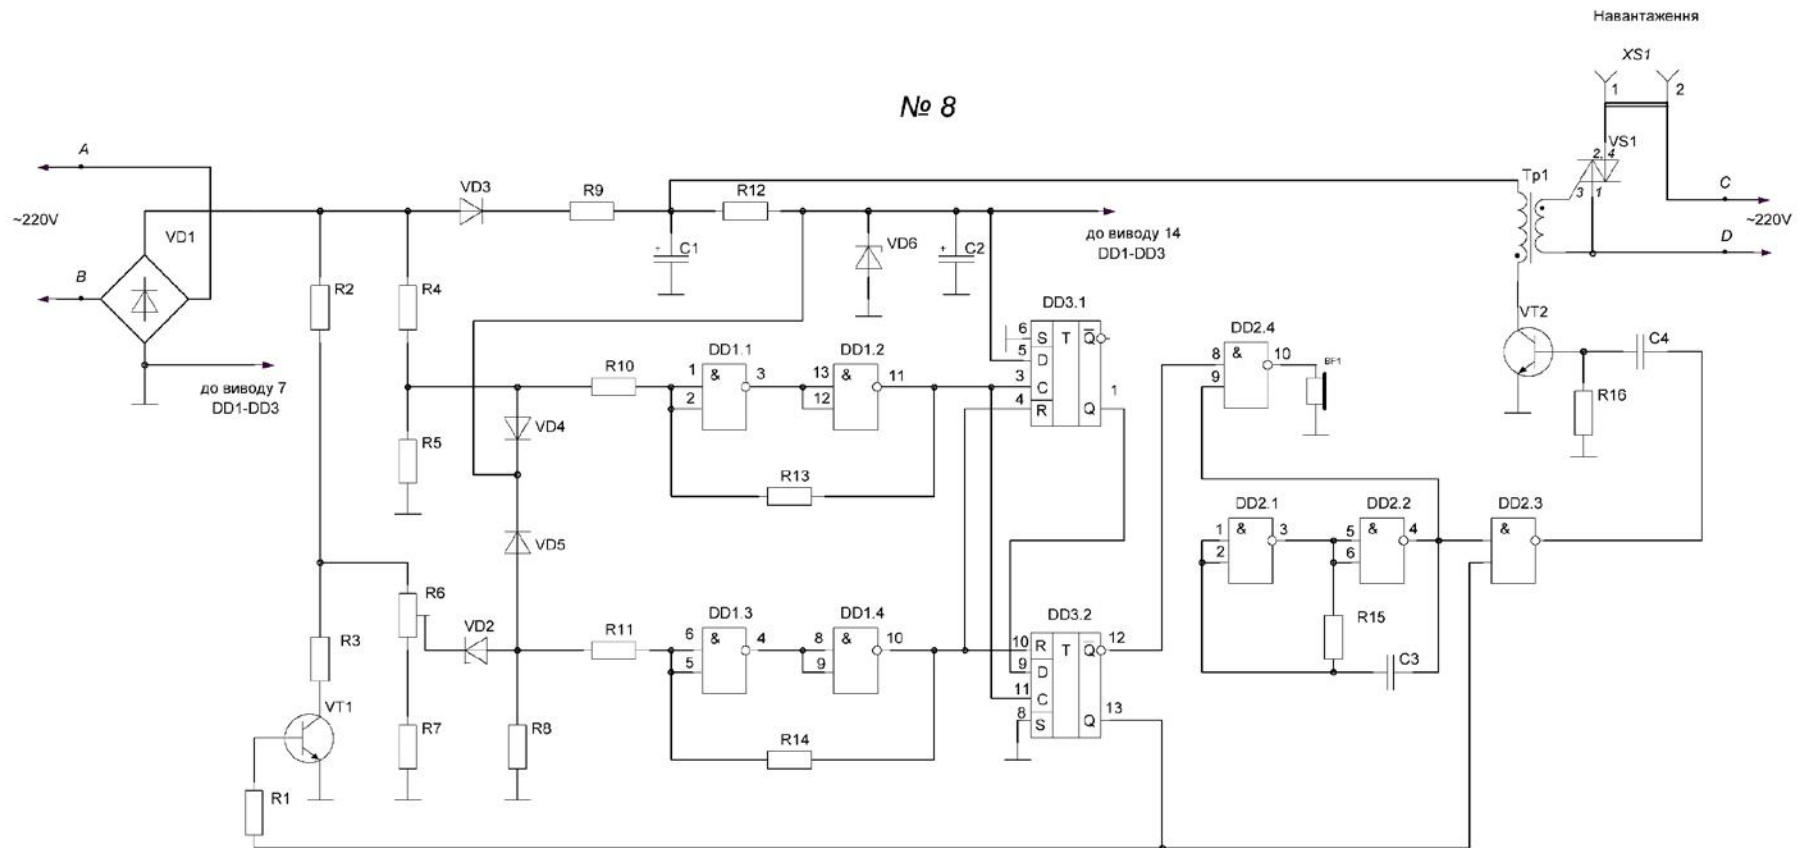 Навантаження
XS1
1 2
№ 8
A
VS1
2, 4
Tp1
3 1
VD3 R9 R12
C
~220V
~220V
VD1
C1
VD6
C2
до виводу 14
DD1-DD3
D
B
R2 R4
DD3.1
VT2
DD2.4
C4
до виводу 7
DD1-DD3
R10
DD1.1 DD1.2
6 S T Q
5 D
3 C 1
4 R Q
8 & 10
9
BF1
1 & 3 13 & 11
2 12
R16
VD4
R5
R13
DD2.1 DD2.2 DD2.3
VD5
1 & 3 5 & 4 &
2 6
R6
DD1.3 DD1.4
DD3.2
R15
VD2
R11
6 & 4 8 & 10
5 9
10 R T Q 12
9 D
11 C
8 S Q 13
R3
C3
VT1
R7 R8
R14
R1
+
+